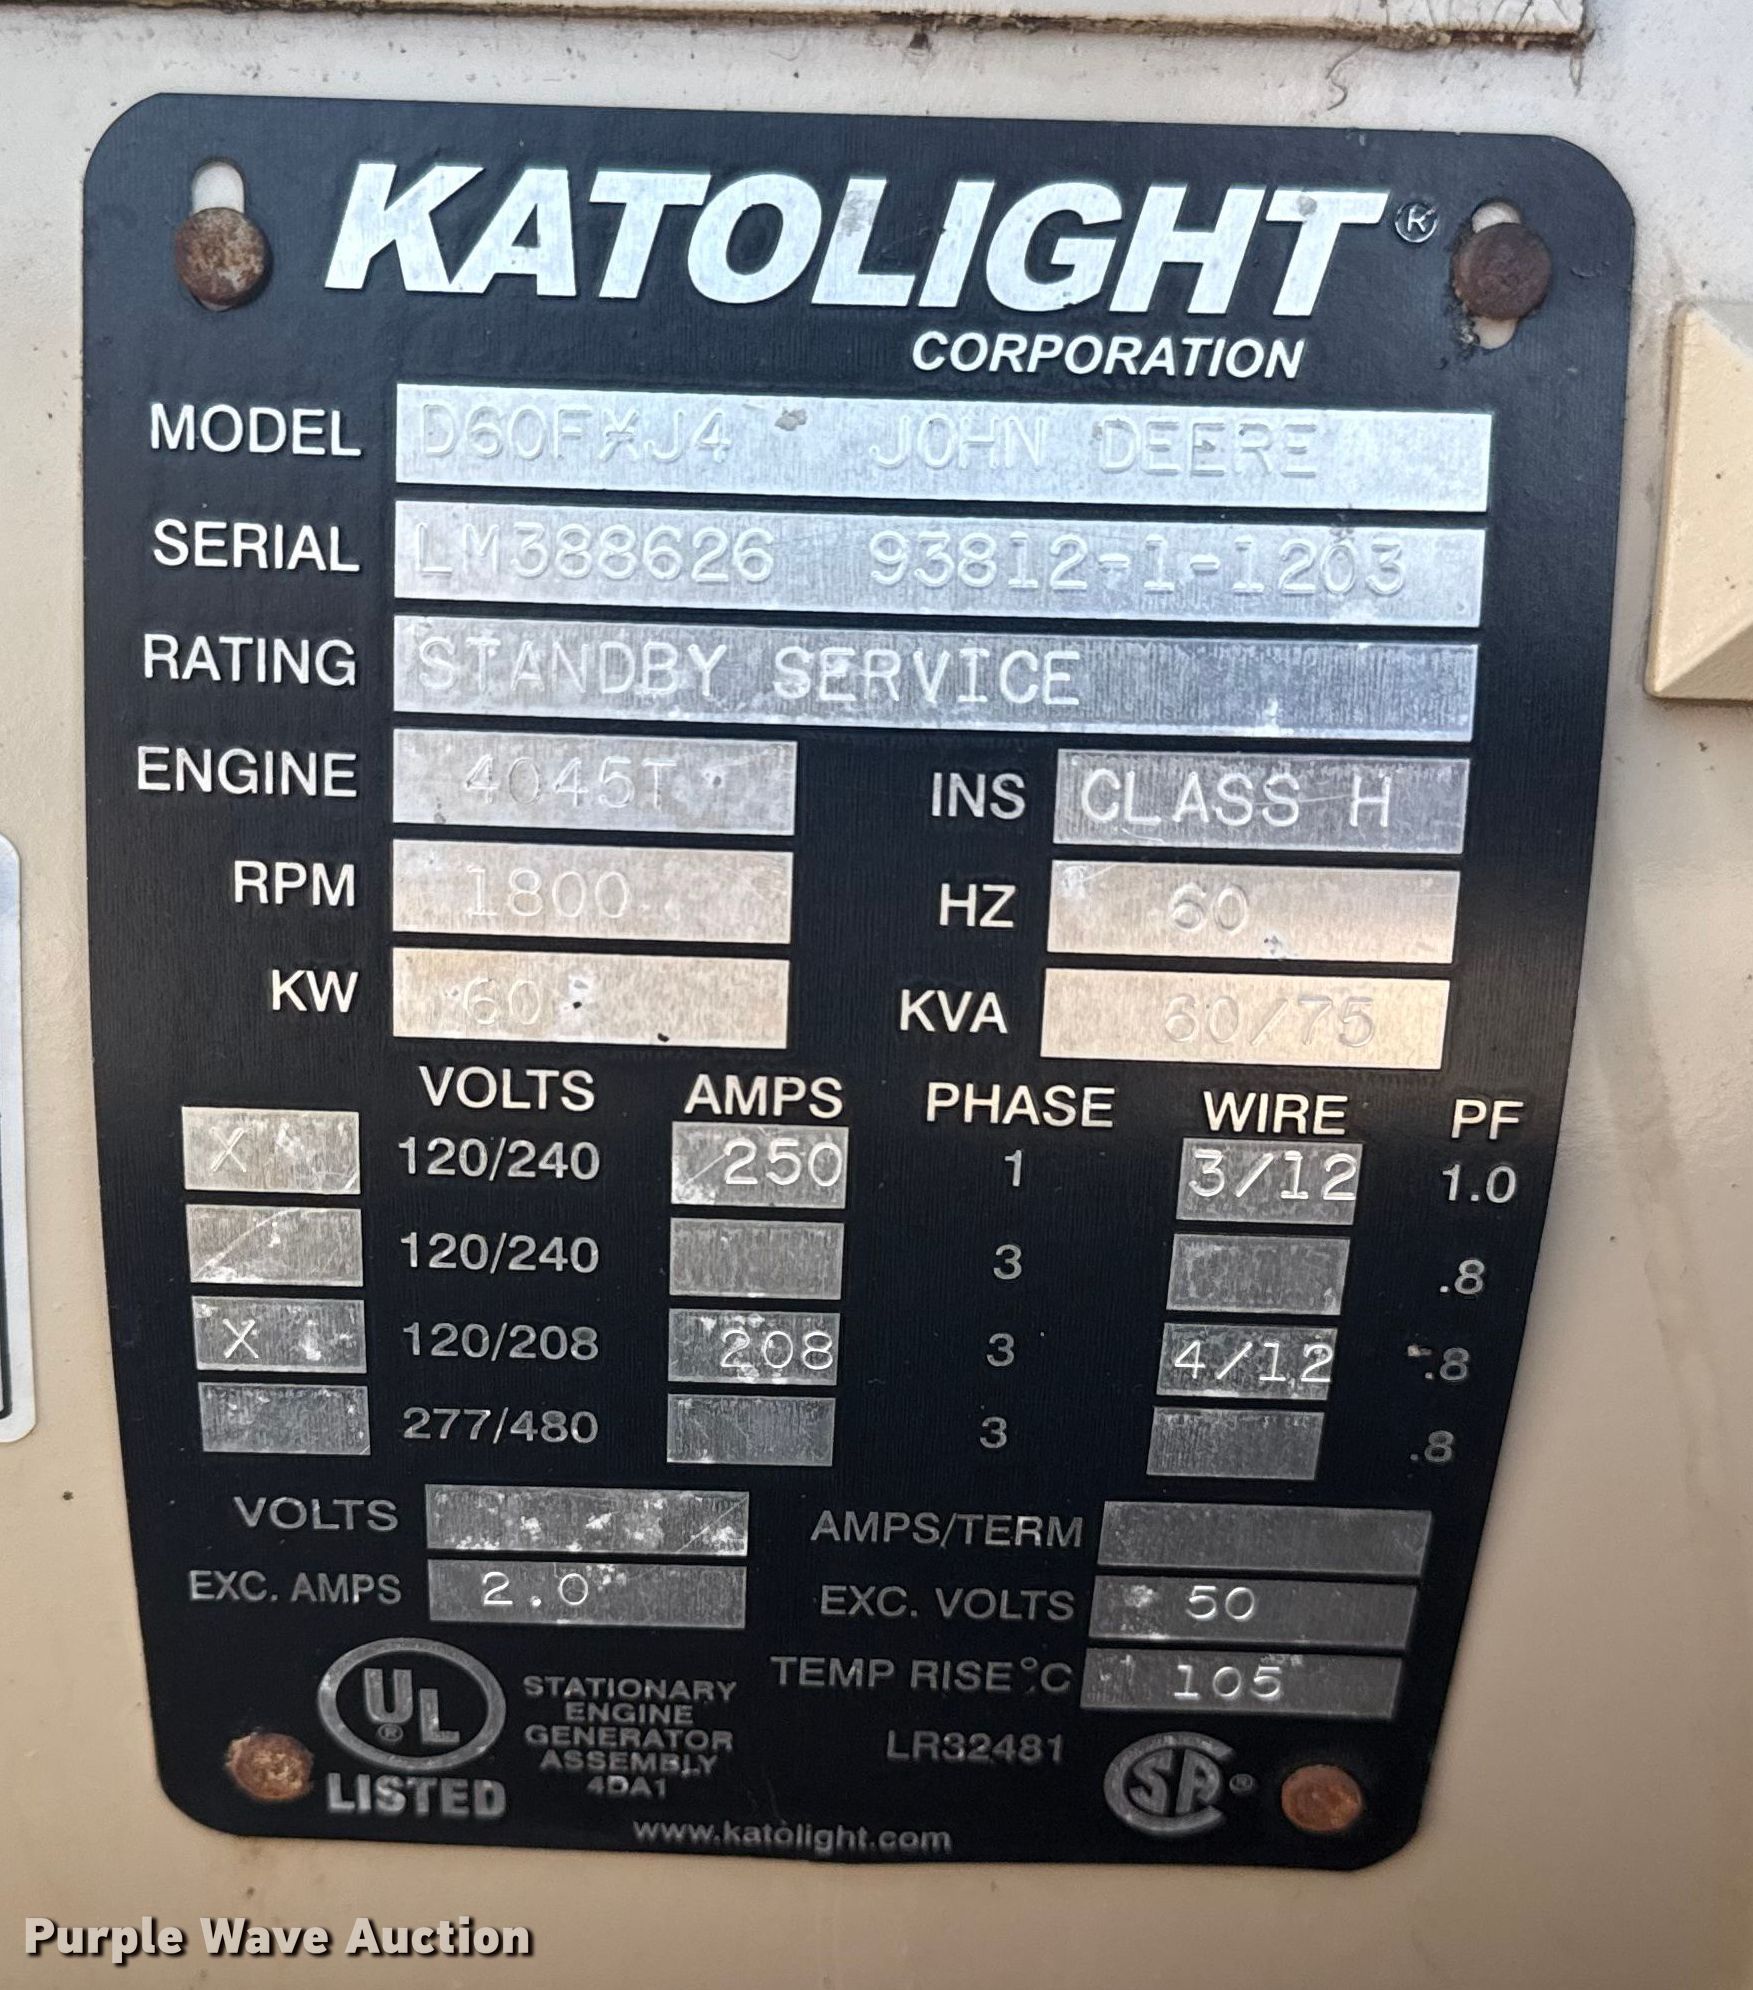 KATOLIGHT®
CORPORATION
MODEL D60FXJ4 JOHN DEERE
SERIAL LM388626 93812-1-1203
RATING STANDBY SERVICE
ENGINE 4045T INS CLASS H
RPM 1800 HZ 60
KW 60 KVA 60/75
VOLTS AMPS PHASE WIRE PF
X 120/240 250 1 3/12 1.0
120/240 3 .8
X 120/208 208 3 4/12 .8
277/480 3 .8
VOLTS AMPS/TERM
EXC. AMPS 2.0 EXC. VOLTS 50
TEMP RISE °C 105
UL®
LISTED
STATIONARY
ENGINE
GENERATOR
ASSEMBLY
4DA1
LR32481
SA®
www.katolight.com
Purple Wave Auction